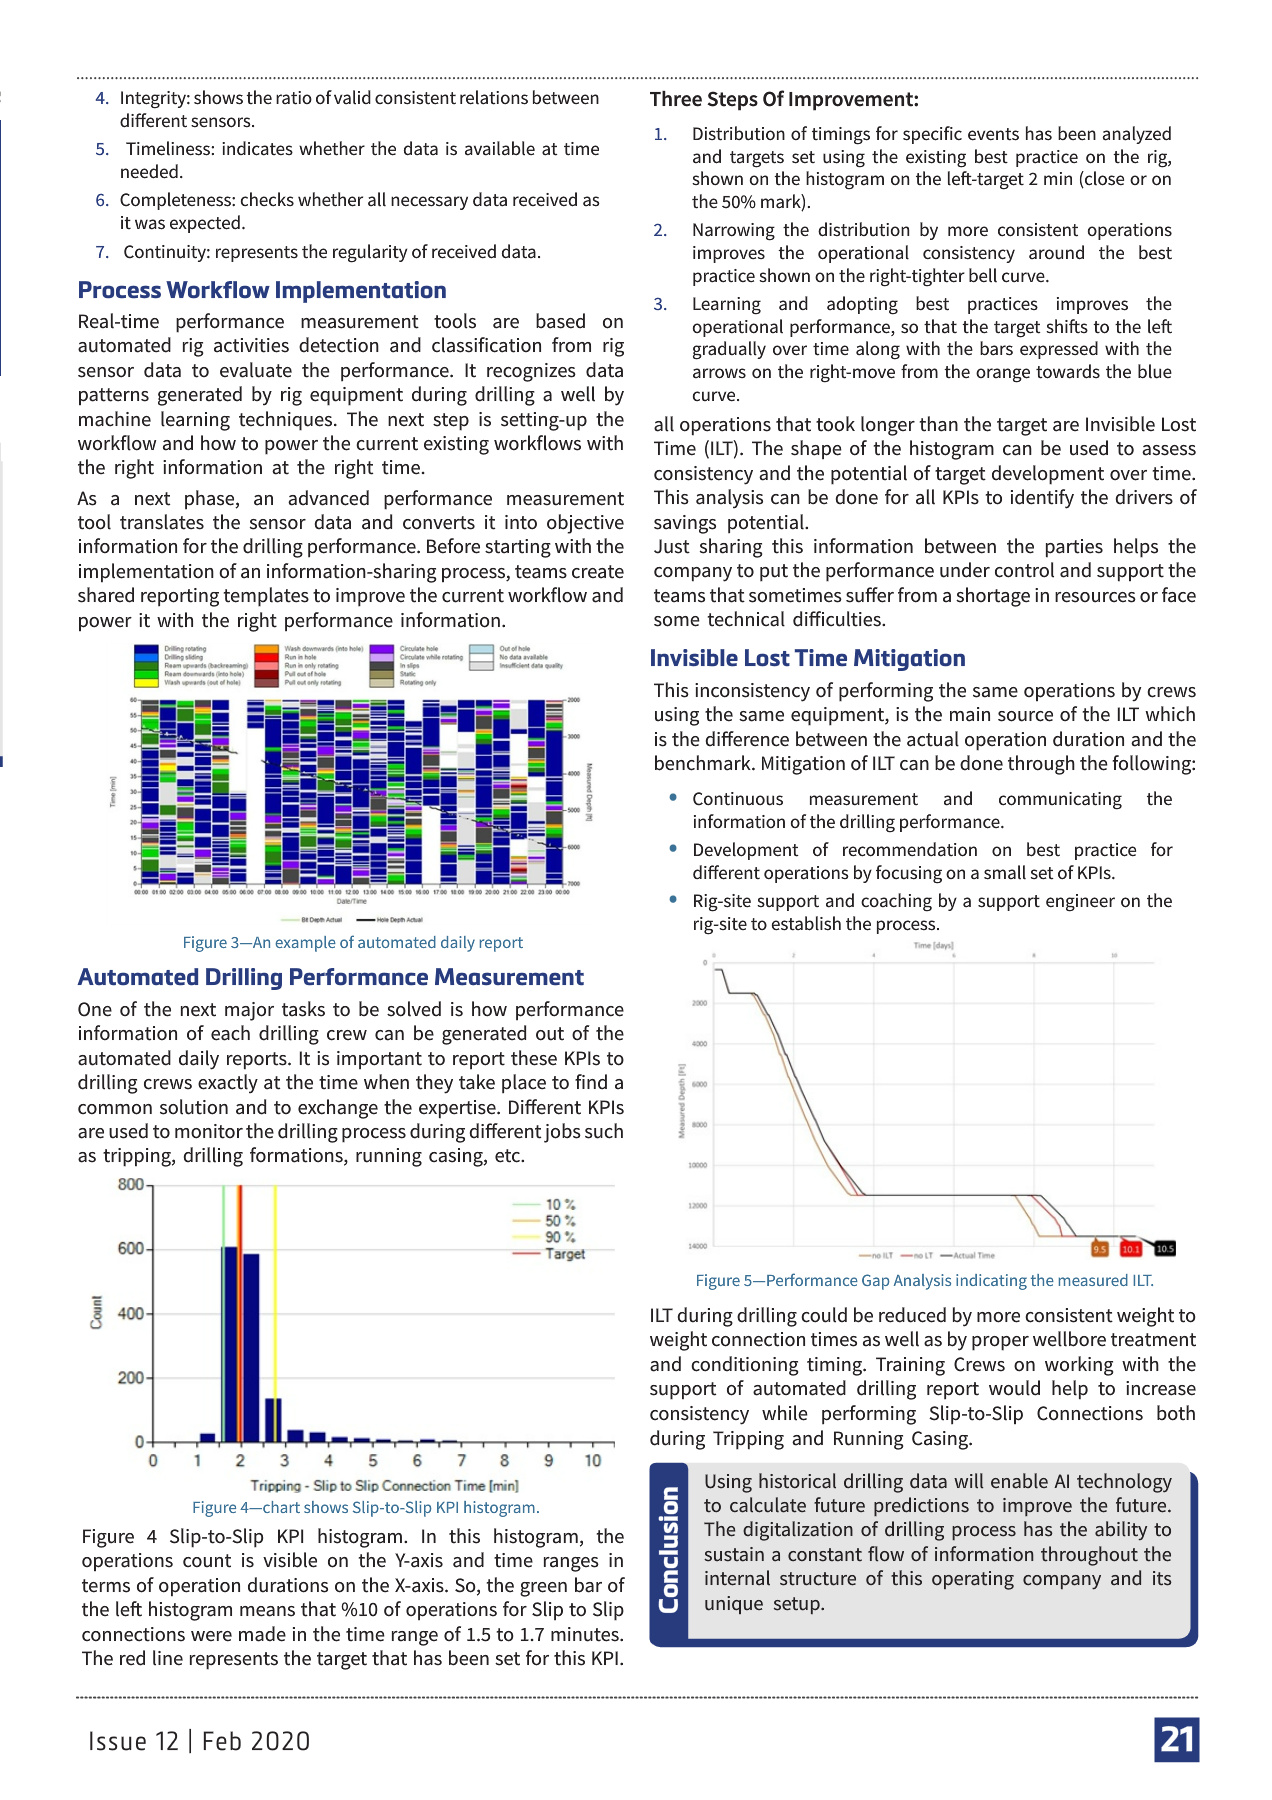 4. Integrity: shows the ratio of valid consistent relations between
different sensors.
5. Timeliness: indicates whether the data is available at time
needed.
6. Completeness: checks whether all necessary data received as
it was expected.
7. Continuity: represents the regularity of received data.
Process Workflow Implementation
Real-time performance measurement tools are based on
automated rig activities detection and classification from rig
sensor data to evaluate the performance. It recognizes data
patterns generated by rig equipment during drilling a well by
machine learning techniques. The next step is setting-up the
workflow and how to power the current existing workflows with
the right information at the right time.
As a next phase, an advanced performance measurement
tool translates the sensor data and converts it into objective
information for the drilling performance. Before starting with the
implementation of an information-sharing process, teams create
shared reporting templates to improve the current workflow and
power it with the right performance information.
Drilling rotating
Drilling sliding
Ream upwards (backreaming)
Ream downwards (into hole)
Wash upwards (out of hole)
Wash downwards (into hole)
Run in hole
Run in only rotating
Pull out of hole
Pull out only rotating
Circulate hole
Circulate while rotating
In slips
Static
Rotating only
Out of hole
No data available
Insufficient data quality
Time [min]
60
55
50
45
40
35
30
25
20
15
10
5
0
2000
3000
4000
5000
6000
7000
Measured Depth [ft]
00:00 01:00 02:00 03:00 04:00 05:00 06:00 07:00 08:00 09:00 10:00 11:00 12:00 13:00 14:00 15:00 16:00 17:00 18:00 19:00 20:00 21:00 22:00 23:00 00:00
Date/Time
Bit Depth Actual Hole Depth Actual
Figure 3—An example of automated daily report
Automated Drilling Performance Measurement
One of the next major tasks to be solved is how performance
information of each drilling crew can be generated out of the
automated daily reports. It is important to report these KPIs to
drilling crews exactly at the time when they take place to find a
common solution and to exchange the expertise. Different KPIs
are used to monitor the drilling process during different jobs such
as tripping, drilling formations, running casing, etc.
800
600
400
200
0
Count
10 %
50 %
90 %
Target
0 1 2 3 4 5 6 7 8 9 10
Tripping - Slip to Slip Connection Time [min]
Figure 4—chart shows Slip-to-Slip KPI histogram.
Figure 4 Slip-to-Slip KPI histogram. In this histogram, the
operations count is visible on the Y-axis and time ranges in
terms of operation durations on the X-axis. So, the green bar of
the left histogram means that %10 of operations for Slip to Slip
connections were made in the time range of 1.5 to 1.7 minutes.
The red line represents the target that has been set for this KPI.
Three Steps Of Improvement:
1. Distribution of timings for specific events has been analyzed
and targets set using the existing best practice on the rig,
shown on the histogram on the left-target 2 min (close or on
the 50% mark).
2. Narrowing the distribution by more consistent operations
improves the operational consistency around the best
practice shown on the right-tighter bell curve.
3. Learning and adopting best practices improves the
operational performance, so that the target shifts to the left
gradually over time along with the bars expressed with the
arrows on the right-move from the orange towards the blue
curve.
all operations that took longer than the target are Invisible Lost
Time (ILT). The shape of the histogram can be used to assess
consistency and the potential of target development over time.
This analysis can be done for all KPIs to identify the drivers of
savings potential.
Just sharing this information between the parties helps the
company to put the performance under control and support the
teams that sometimes suffer from a shortage in resources or face
some technical difficulties.
Invisible Lost Time Mitigation
This inconsistency of performing the same operations by crews
using the same equipment, is the main source of the ILT which
is the difference between the actual operation duration and the
benchmark. Mitigation of ILT can be done through the following:
• Continuous measurement and communicating the
information of the drilling performance.
• Development of recommendation on best practice for
different operations by focusing on a small set of KPIs.
• Rig-site support and coaching by a support engineer on the
rig-site to establish the process.
Time [days]
0 2 4 6 8 10
0
2000
4000
6000
8000
10000
12000
14000
Measured Depth [Ft]
no ILT no LT Actual Time
9.5 10.1 10.5
Figure 5—Performance Gap Analysis indicating the measured ILT.
ILT during drilling could be reduced by more consistent weight to
weight connection times as well as by proper wellbore treatment
and conditioning timing. Training Crews on working with the
support of automated drilling report would help to increase
consistency while performing Slip-to-Slip Connections both
during Tripping and Running Casing.
Conclusion
Using historical drilling data will enable AI technology
to calculate future predictions to improve the future.
The digitalization of drilling process has the ability to
sustain a constant flow of information throughout the
internal structure of this operating company and its
unique setup.
Issue 12 | Feb 2020
21